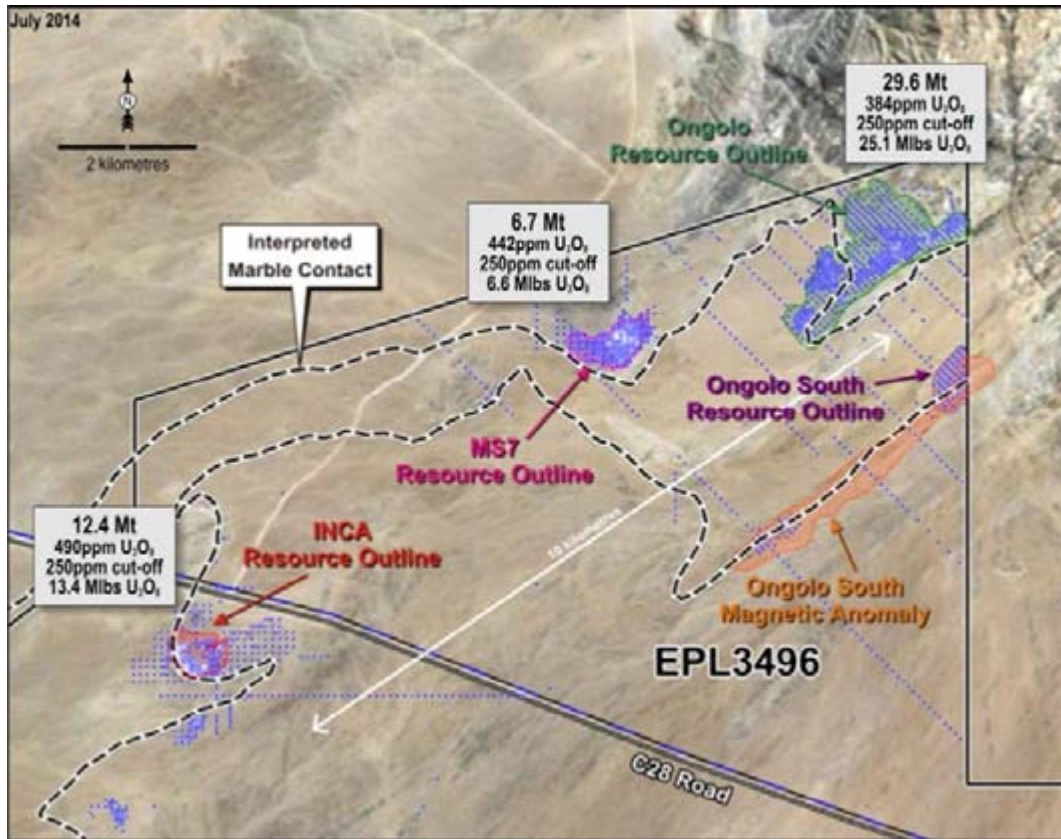 July 2014
N
2 kilometres
29.6 Mt
384ppm U₃O₈
250ppm cut-off
25.1 Mlbs U₃O₈
Ongolo
Resource Outline
6.7 Mt
442ppm U₃O₈
250ppm cut-off
6.6 Mlbs U₃O₈
Interpreted
Marble Contact
Ongolo South
Resource Outline
MS7
Resource Outline
12.4 Mt
490ppm U₃O₈
250ppm cut-off
13.4 Mlbs U₃O₈
INCA
Resource Outline
10 kilometres
Ongolo South
Magnetic Anomaly
EPL3496
C28 Road